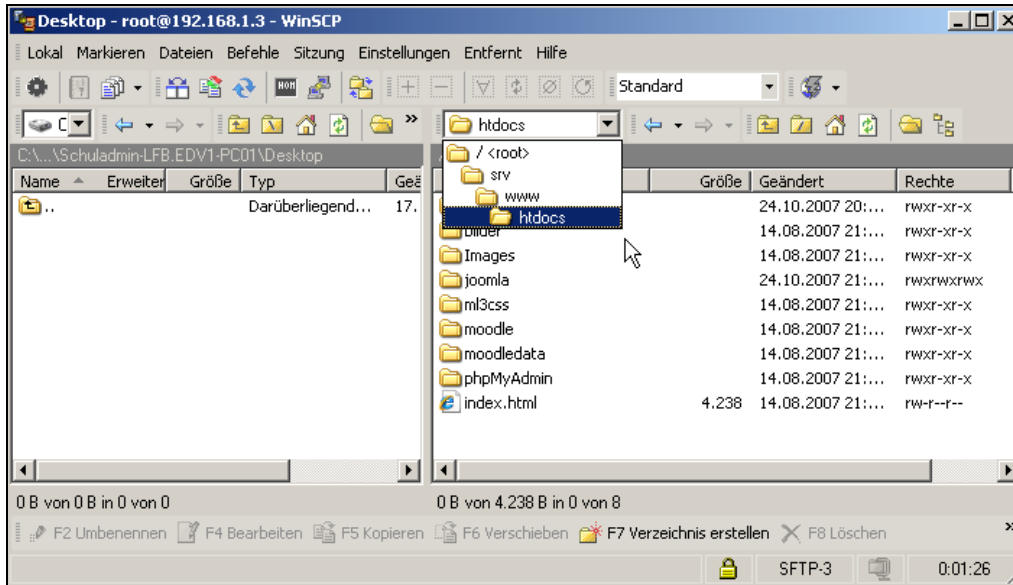 Desktop - root@192.168.1.3 - WinSCP
Lokal Markieren Dateien Befehle Sitzung Einstellungen Entfernt Hilfe
Standard
C htdocs
C:\...\Schuladmin-LFB.EDV1-PC01\Desktop
/ <root>
srv
www
htdocs
Name Erweiter Größe Typ Geä
Größe Geändert Rechte
.. Darüberliegend... 17.
24.10.2007 20:... rwxr-xr-x
bilder 14.08.2007 21:... rwxr-xr-x
Images 14.08.2007 21:... rwxr-xr-x
joomla 24.10.2007 21:... rwxrwxrwx
ml3css 14.08.2007 21:... rwxr-xr-x
moodle 14.08.2007 21:... rwxr-xr-x
moodledata 14.08.2007 21:... rwxr-xr-x
phpMyAdmin 14.08.2007 21:... rwxr-xr-x
index.html 4.238 14.08.2007 21:... rw-r--r--
0 B von 0 B in 0 von 0
0 B von 4.238 B in 0 von 8
F2 Umbenennen F4 Bearbeiten F5 Kopieren F6 Verschieben F7 Verzeichnis erstellen F8 Löschen
SFTP-3 0:01:26